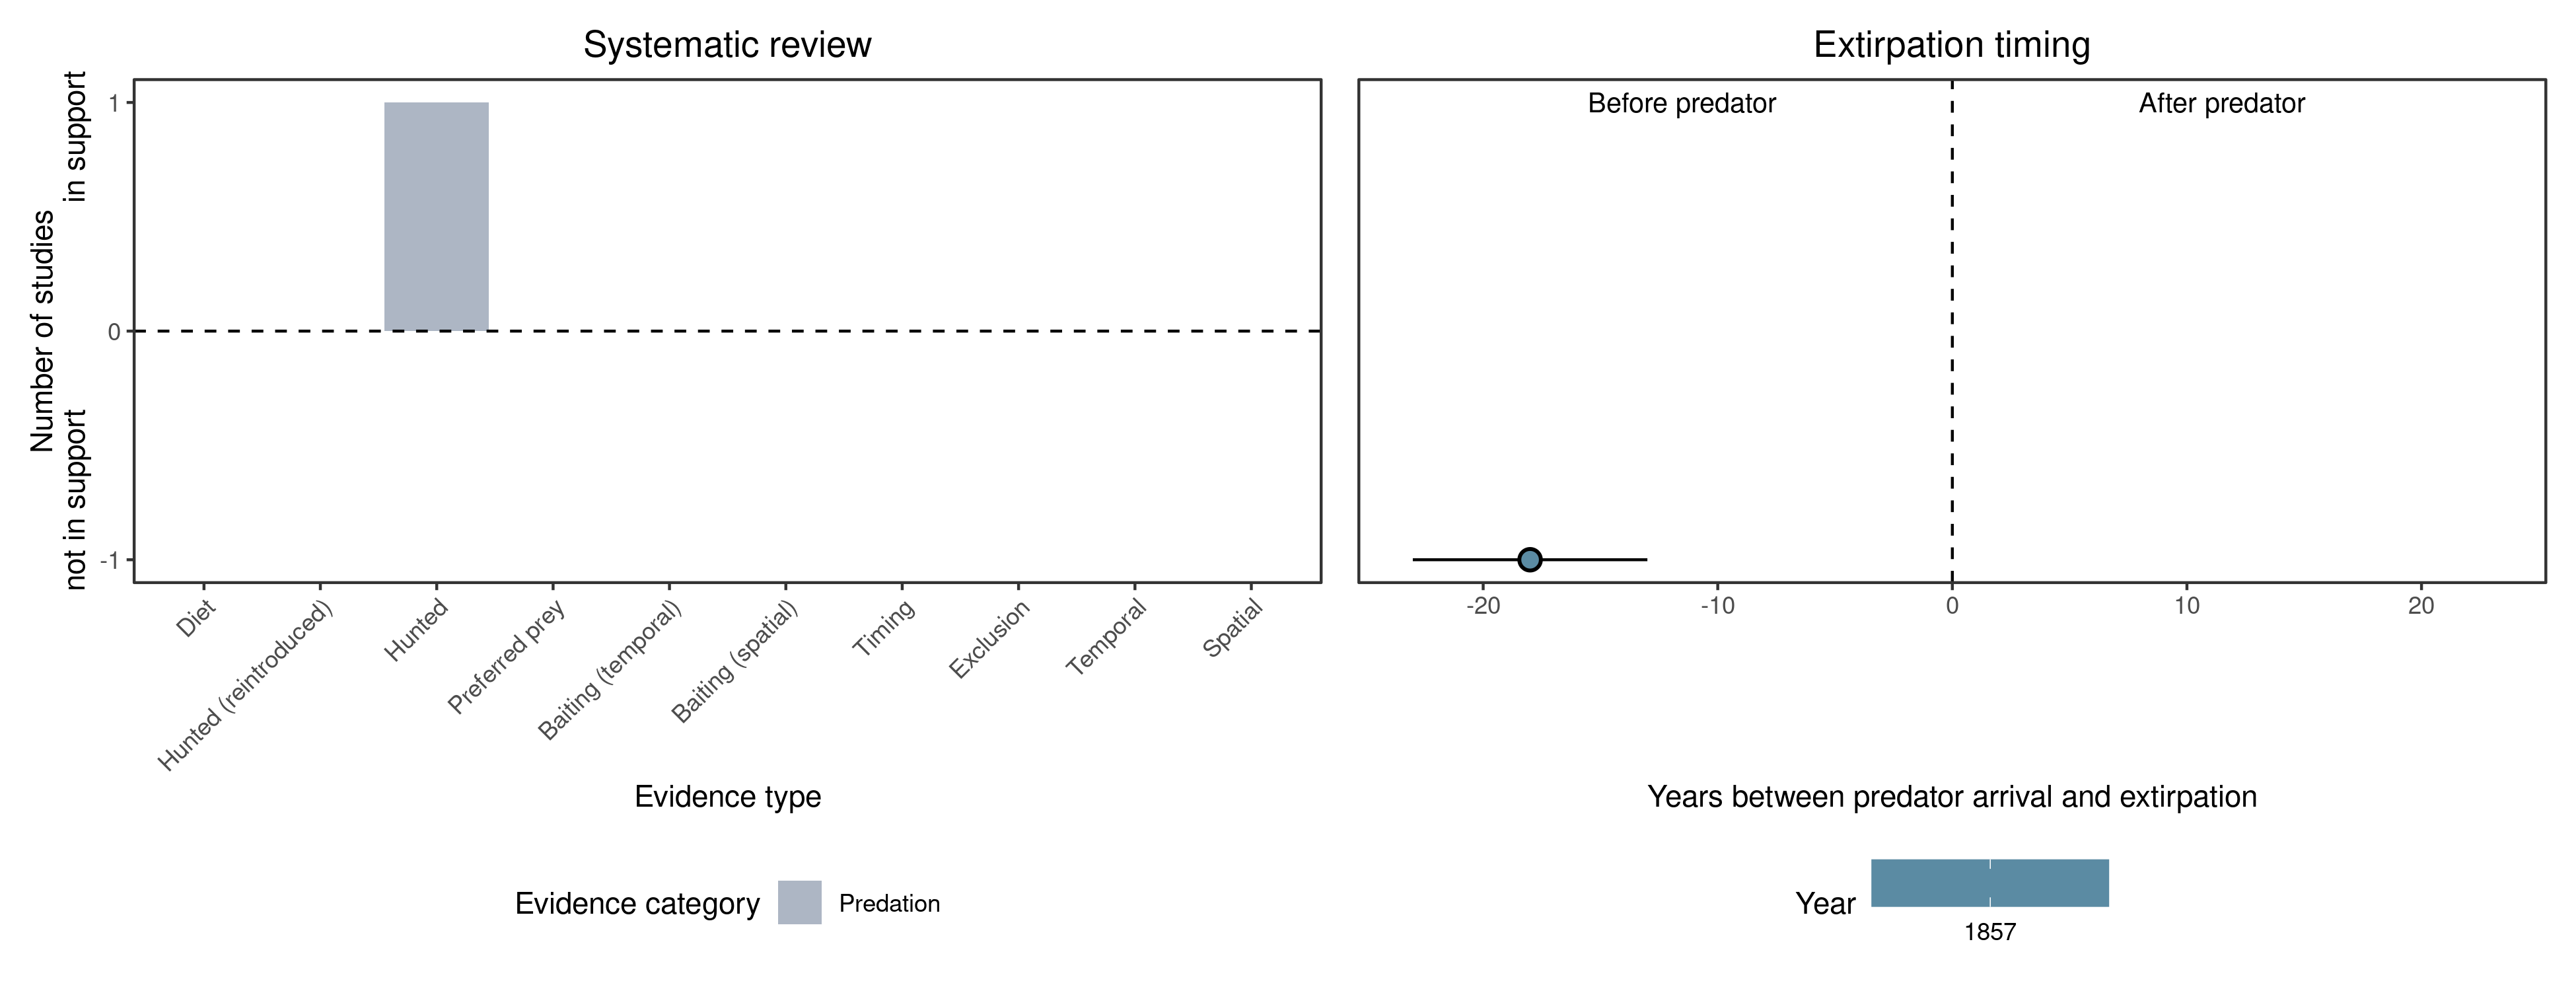 Systematic review
Number of studies
in support
not in support
1
0
-1
Diet
Hunted (reintroduced)
Hunted
Preferred prey
Baiting (temporal)
Baiting (spatial)
Timing
Exclusion
Temporal
Spatial
Evidence type
Evidence category
Predation
Extirpation timing
Before predator
After predator
-20
-10
0
10
20
Years between predator arrival and extirpation
Year
1857